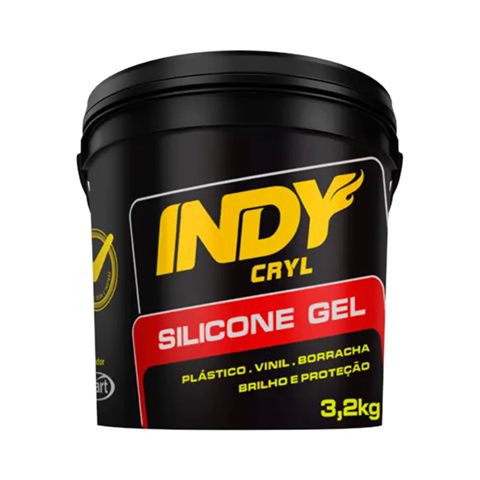 INDY
CRYL
SILICONE GEL
PLÁSTICO . VINIL . BORRACHA
BRILHO E PROTEÇÃO
3,2kg